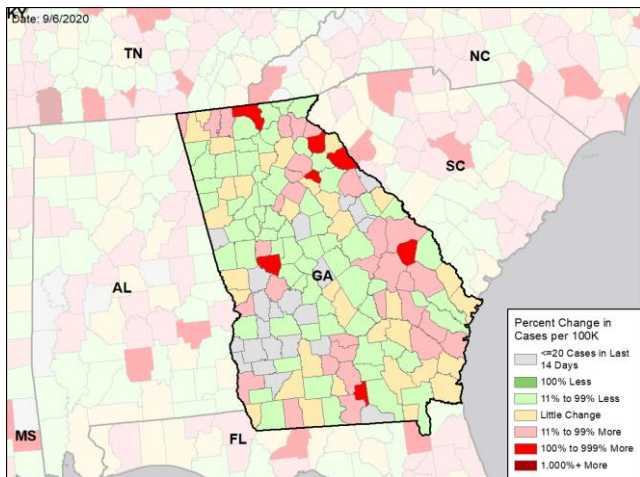 KY
Date: 9/6/2020
TN
NC
SC
GA
AL
MS
FL
Percent Change in
Cases per 100K
<=20 Cases in Last
14 Days
100% Less
11% to 99% Less
Little Change
11% to 99% More
100% to 999% More
1,000%+ More